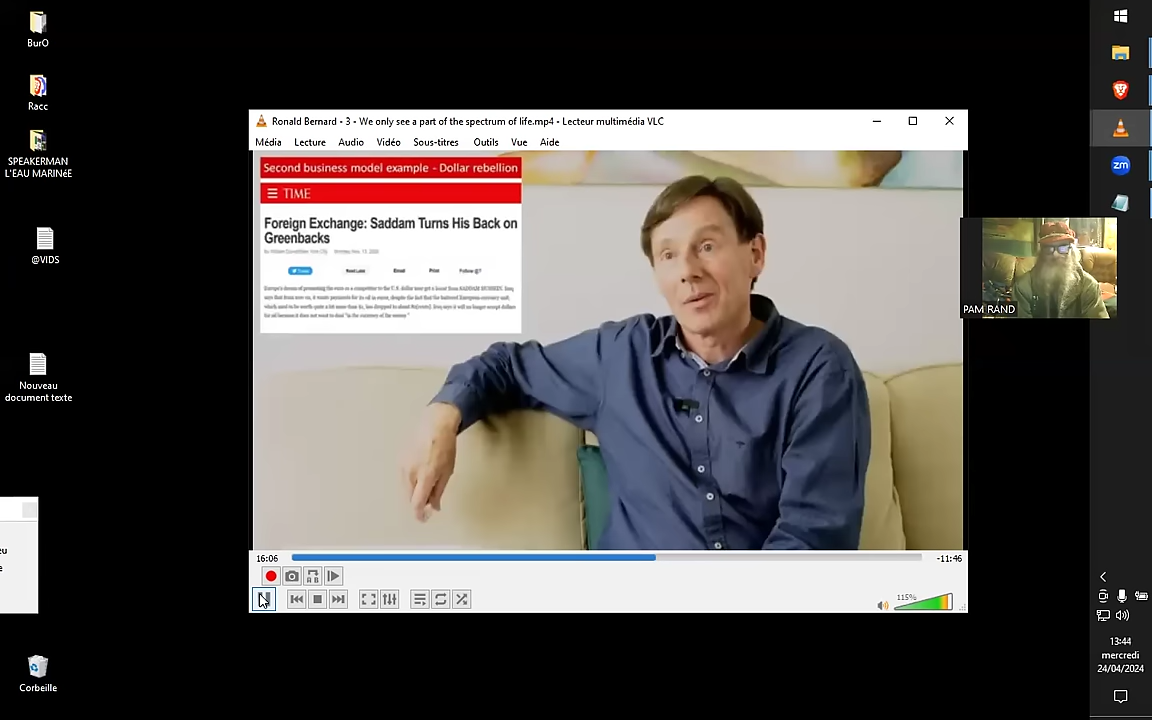 BurO
Racc
SPEAKERMAN
L'EAU MARINéE
@VIDS
Nouveau
document texte
Corbeille
Ronald Bernard - 3 - We only see a part of the spectrum of life.mp4 - Lecteur multimédia VLC
Média Lecture Audio Vidéo Sous-titres Outils Vue Aide
Second business model example - Dollar rebellion
TIME
Foreign Exchange: Saddam Turns His Back on
Greenbacks
Email Print
PAM RAND
zm
16:06
-11:46
115%
13:44
mercredi
24/04/2024